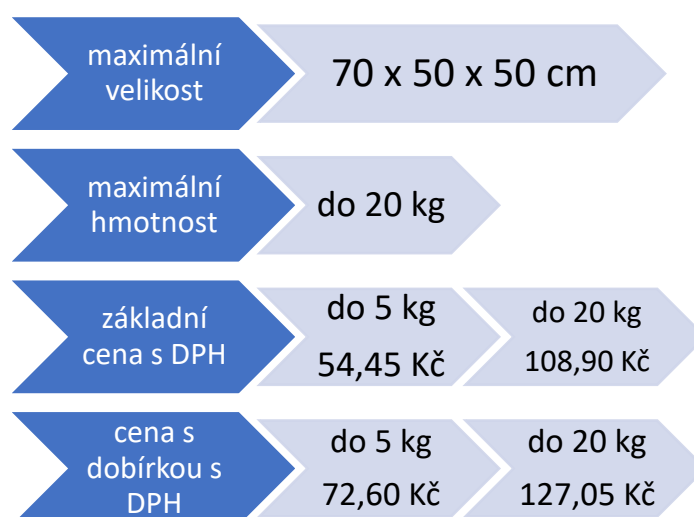 maximální
velikost
70 x 50 x 50 cm
maximální
hmotnost
do 20 kg
základní
cena s DPH
do 5 kg
54,45 Kč
do 20 kg
108,90 Kč
cena s
dobírkou s
DPH
do 5 kg
72,60 Kč
do 20 kg
127,05 Kč